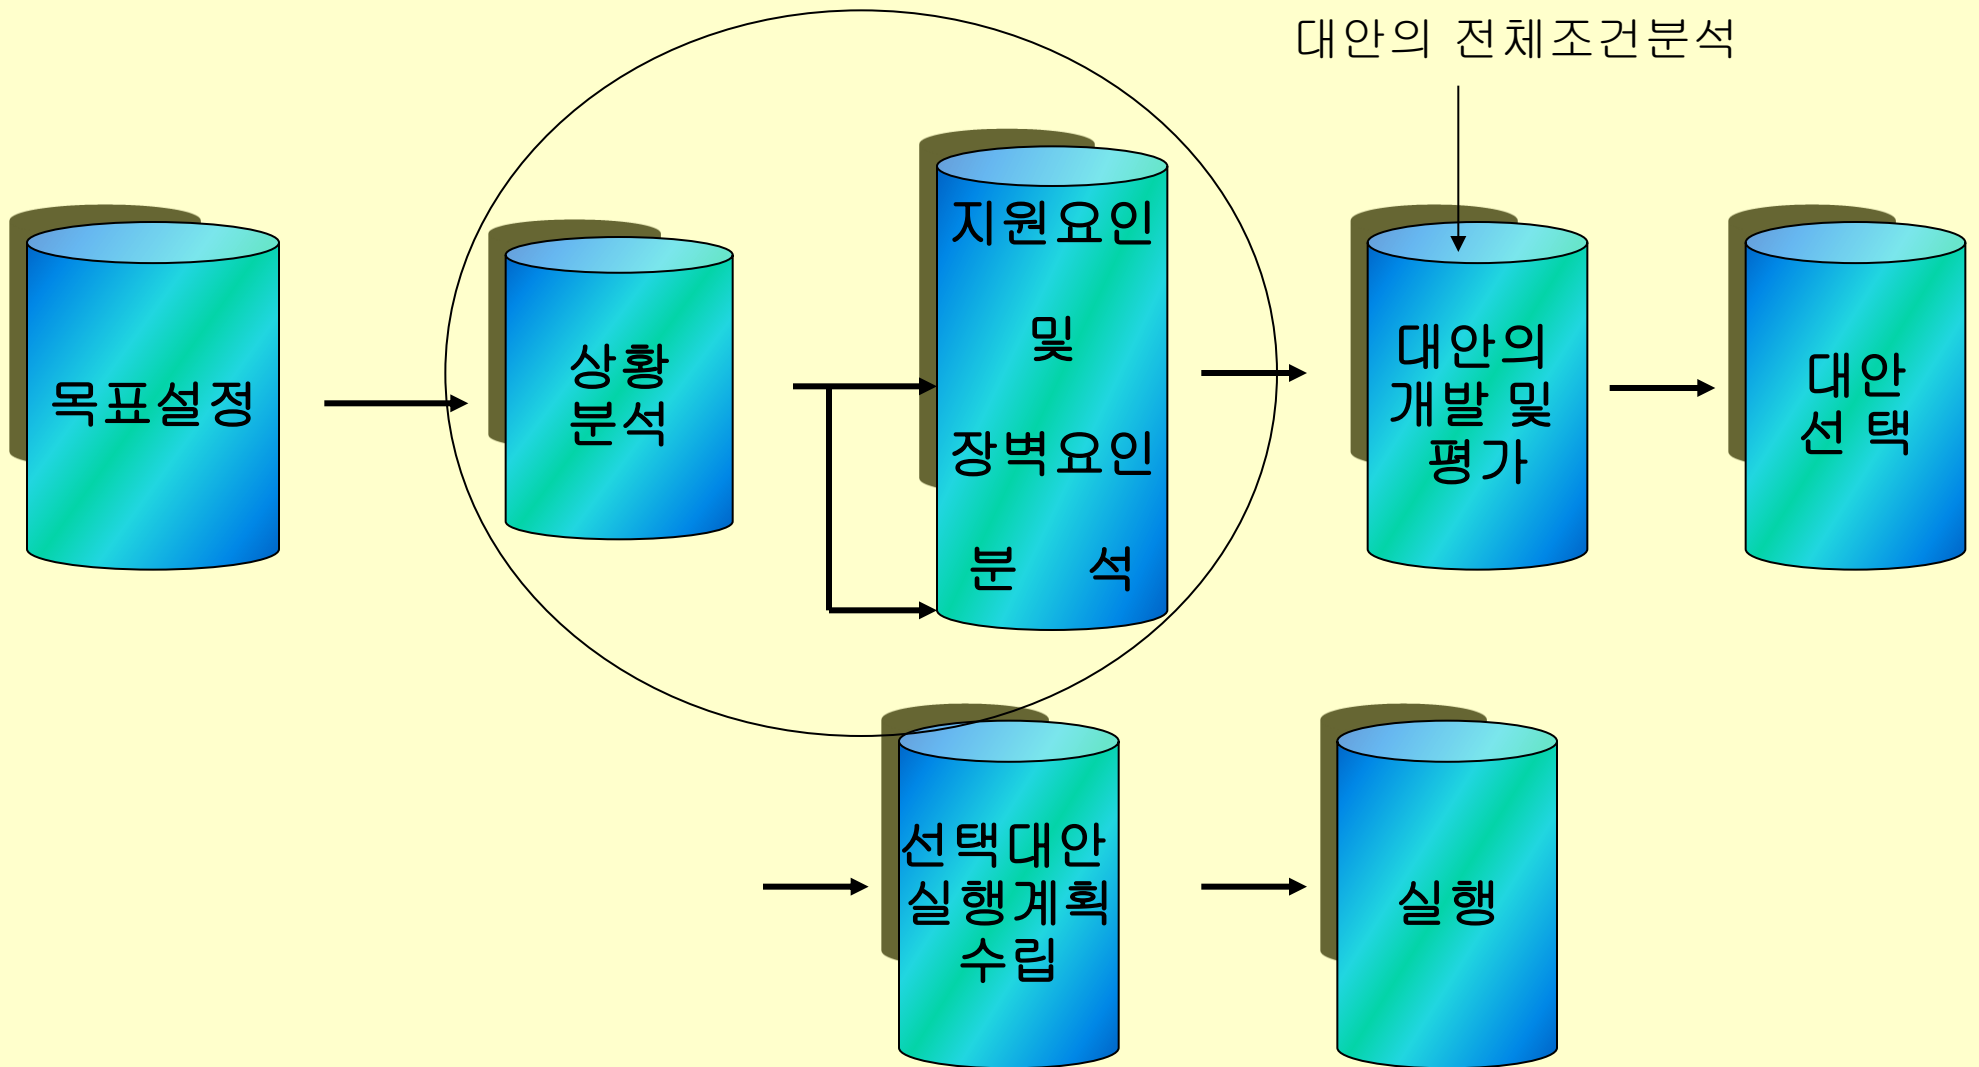 대안의 전체조건분석
목표설정
상황
분석
지원요인
및
장벽요인
분 석
대안의
개발 및
평가
대안
선 택
선택대안
실행계획
수립
실행